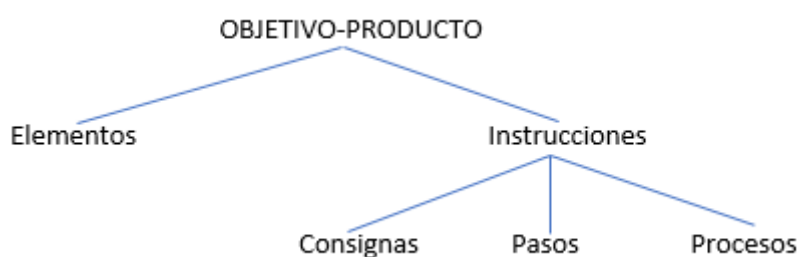 OBJETIVO-PRODUCTO
Elementos Instrucciones
Consignas Pasos Procesos